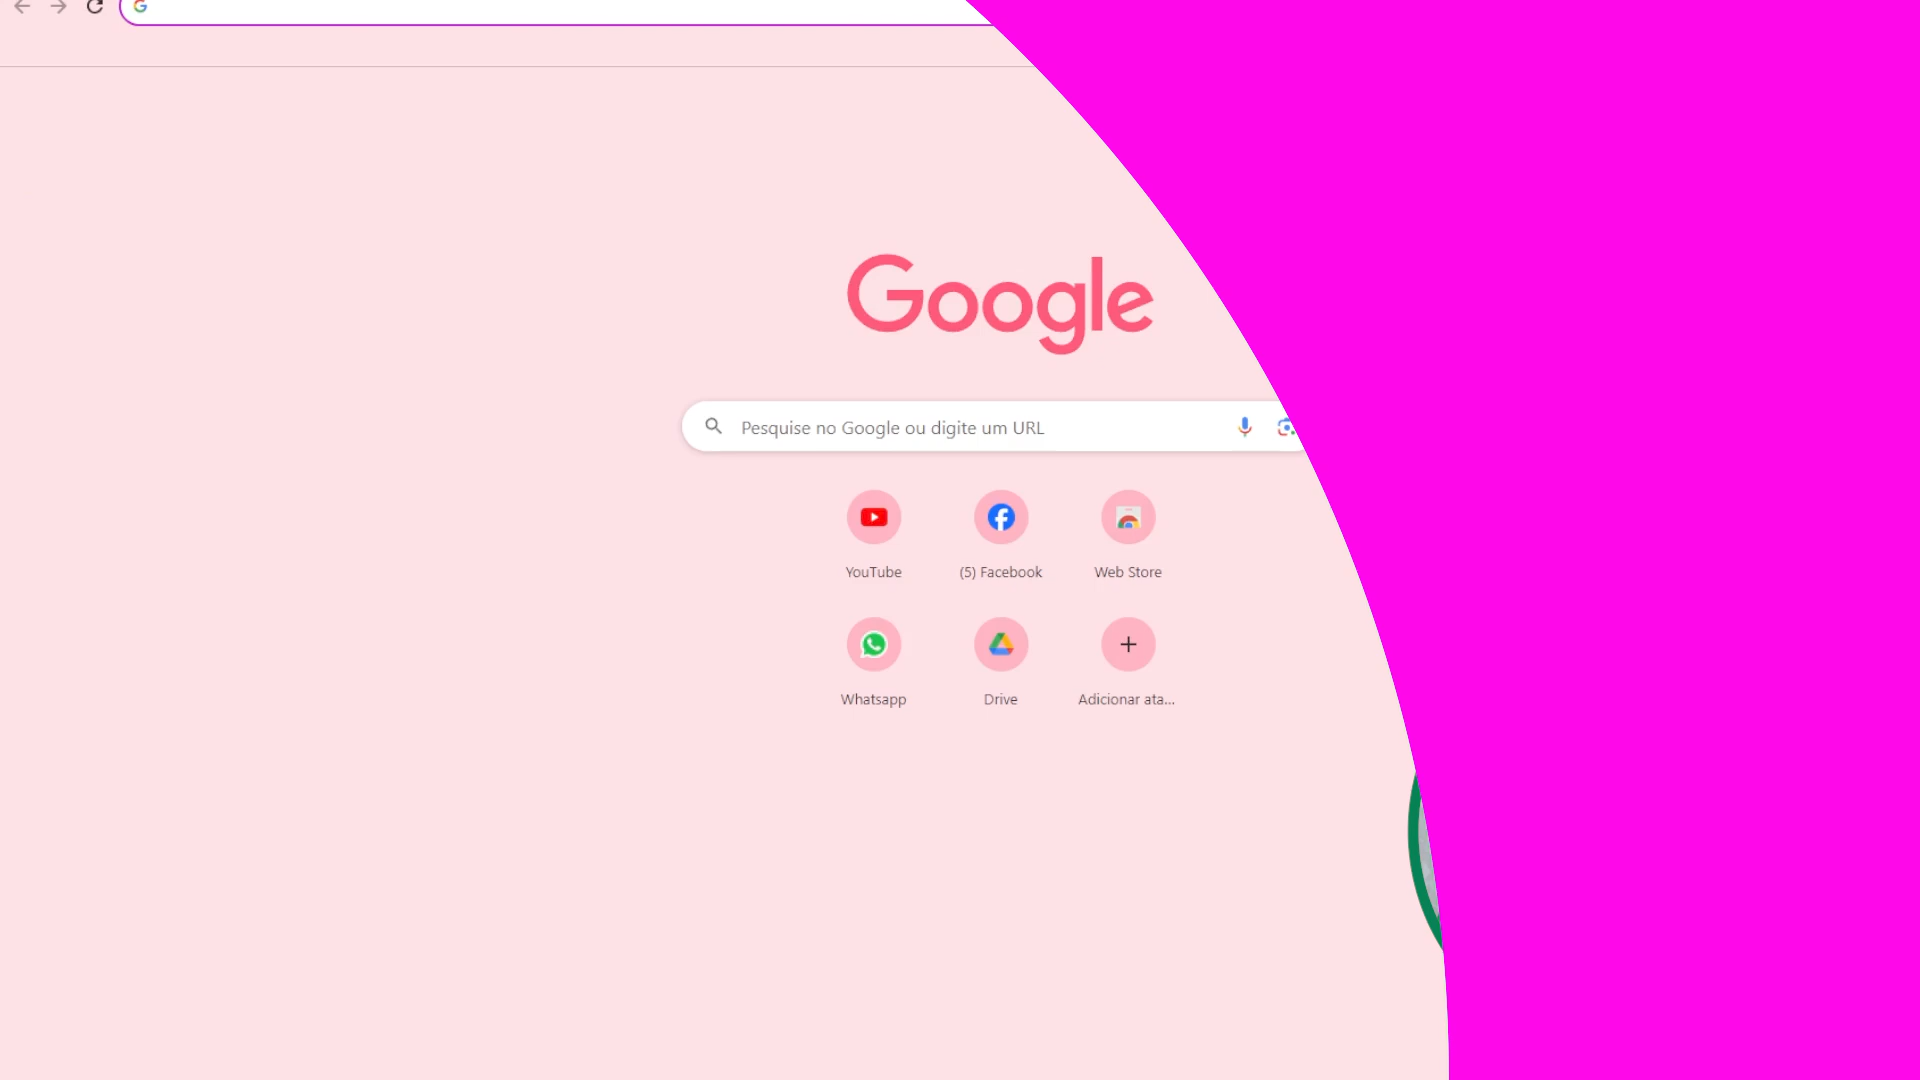 Google
Pesquise no Google ou digite um URL
YouTube
(5) Facebook
Web Store
Whatsapp
Drive
Adicionar ata...